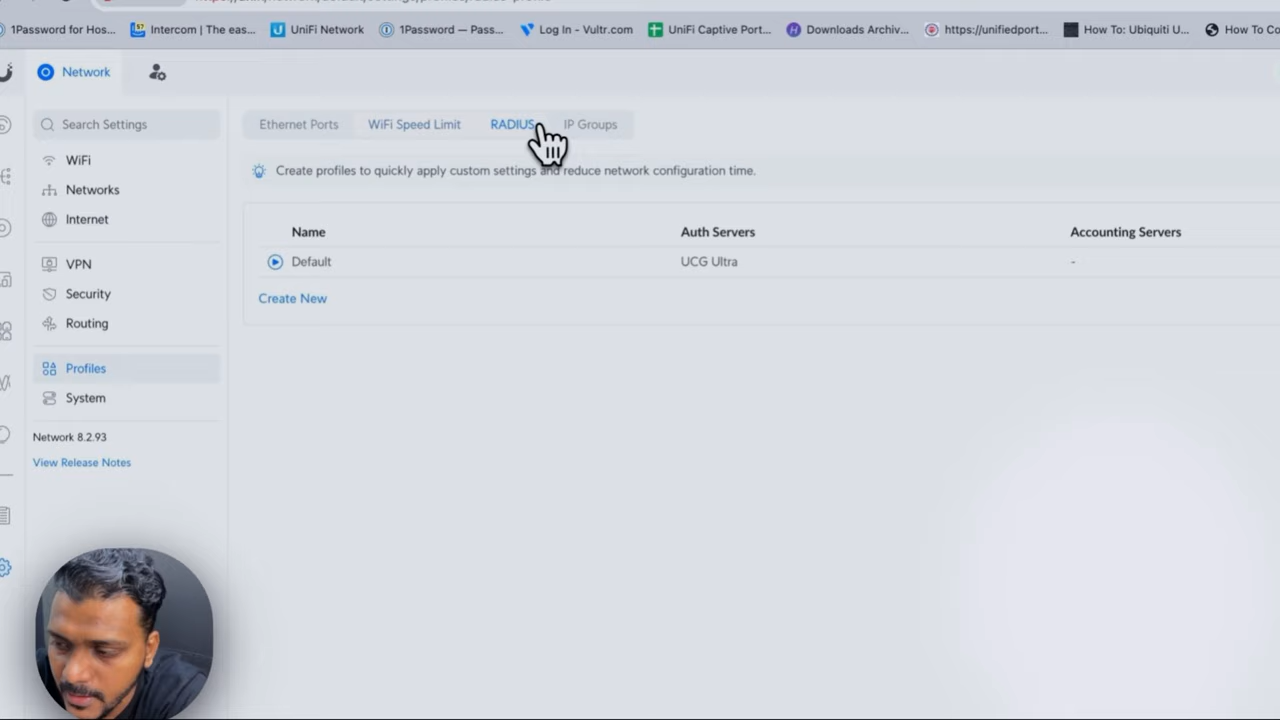 1Password for Hos... Intercom | The eas... UniFi Network 1Password — Pass... Log In - Vultr.com UniFi Captive Port... Downloads Archiv... https://unifiedport... How To: Ubiquiti U... How To Co
Network
Search Settings
WiFi
Networks
Internet
VPN
Security
Routing
Profiles
System
Network 8.2.93
View Release Notes
Ethernet Ports WiFi Speed Limit RADIUS IP Groups
Create profiles to quickly apply custom settings and reduce network configuration time.
Name Auth Servers Accounting Servers
Default UCG Ultra -
Create New